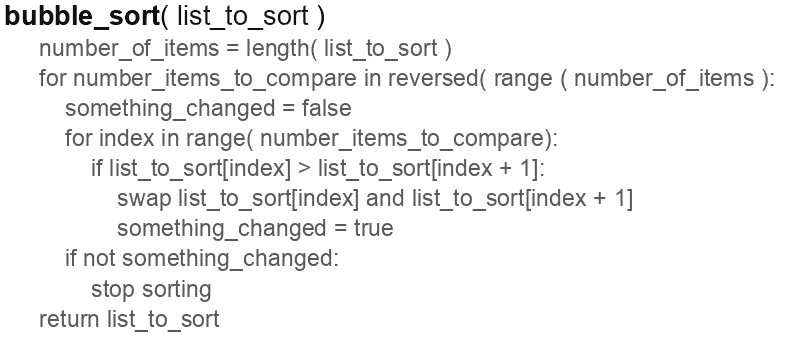 bubble_sort( list_to_sort )
number_of_items = length( list_to_sort )
for number_items_to_compare in reversed( range ( number_of_items ):
something_changed = false
for index in range( number_items_to_compare):
if list_to_sort[index] > list_to_sort[index + 1]:
swap list_to_sort[index] and list_to_sort[index + 1]
something_changed = true
if not something_changed:
stop sorting
return list_to_sort